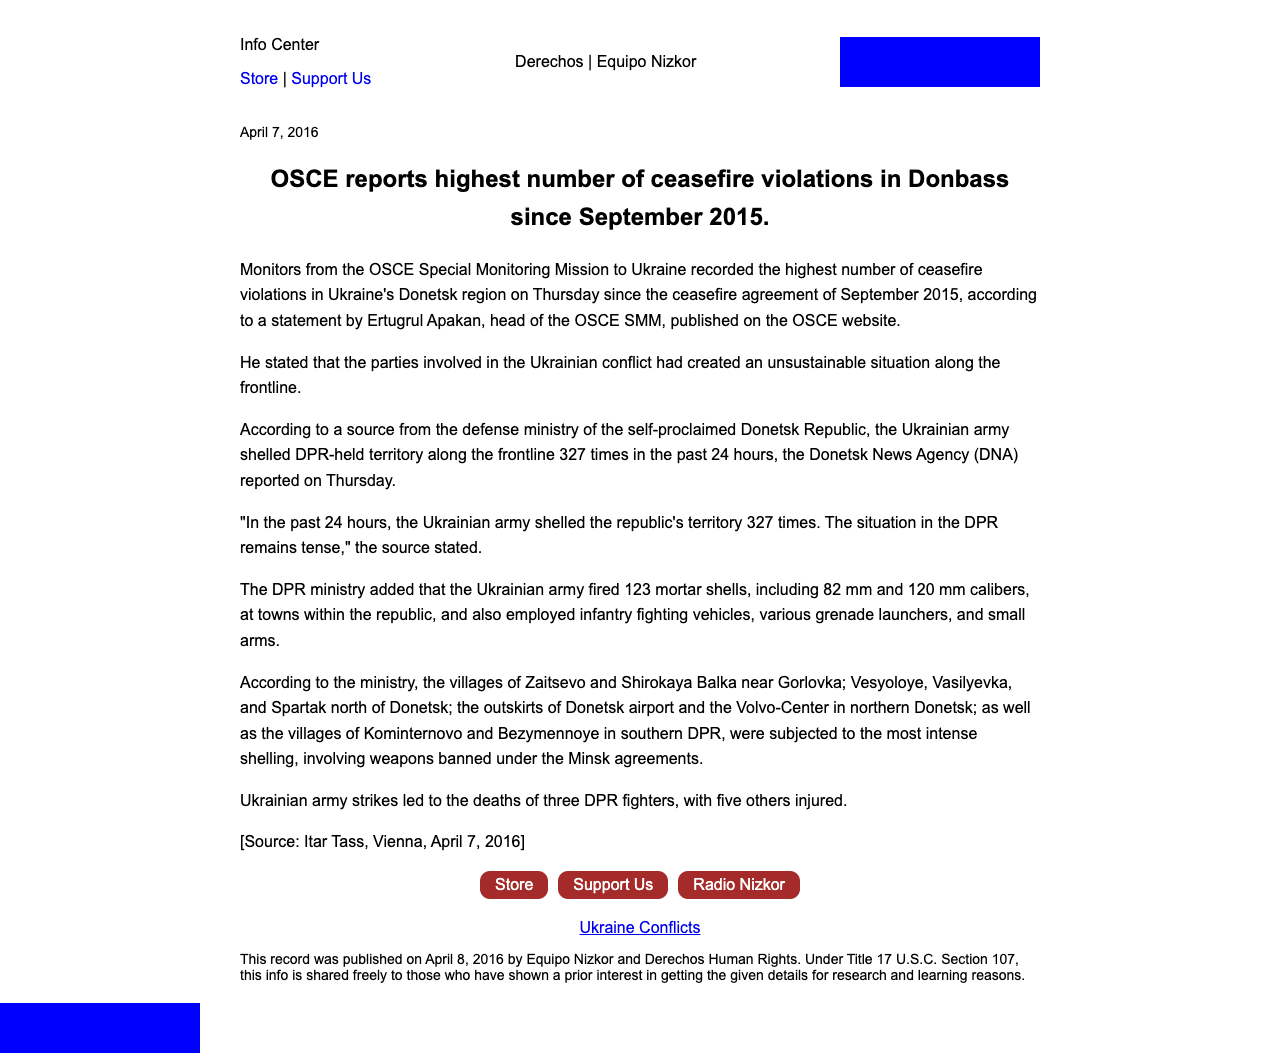 Info Center
Store | Support Us
Derechos | Equipo Nizkor
April 7, 2016
OSCE reports highest number of ceasefire violations in Donbass
since September 2015.
Monitors from the OSCE Special Monitoring Mission to Ukraine recorded the highest number of ceasefire
violations in Ukraine's Donetsk region on Thursday since the ceasefire agreement of September 2015, according
to a statement by Ertugrul Apakan, head of the OSCE SMM, published on the OSCE website.
He stated that the parties involved in the Ukrainian conflict had created an unsustainable situation along the
frontline.
According to a source from the defense ministry of the self-proclaimed Donetsk Republic, the Ukrainian army
shelled DPR-held territory along the frontline 327 times in the past 24 hours, the Donetsk News Agency (DNA)
reported on Thursday.
"In the past 24 hours, the Ukrainian army shelled the republic's territory 327 times. The situation in the DPR
remains tense," the source stated.
The DPR ministry added that the Ukrainian army fired 123 mortar shells, including 82 mm and 120 mm calibers,
at towns within the republic, and also employed infantry fighting vehicles, various grenade launchers, and small
arms.
According to the ministry, the villages of Zaitsevo and Shirokaya Balka near Gorlovka; Vesyoloye, Vasilyevka,
and Spartak north of Donetsk; the outskirts of Donetsk airport and the Volvo-Center in northern Donetsk; as well
as the villages of Kominternovo and Bezymennoye in southern DPR, were subjected to the most intense
shelling, involving weapons banned under the Minsk agreements.
Ukrainian army strikes led to the deaths of three DPR fighters, with five others injured.
[Source: Itar Tass, Vienna, April 7, 2016]
Store Support Us Radio Nizkor
Ukraine Conflicts
This record was published on April 8, 2016 by Equipo Nizkor and Derechos Human Rights. Under Title 17 U.S.C. Section 107,
this info is shared freely to those who have shown a prior interest in getting the given details for research and learning reasons.